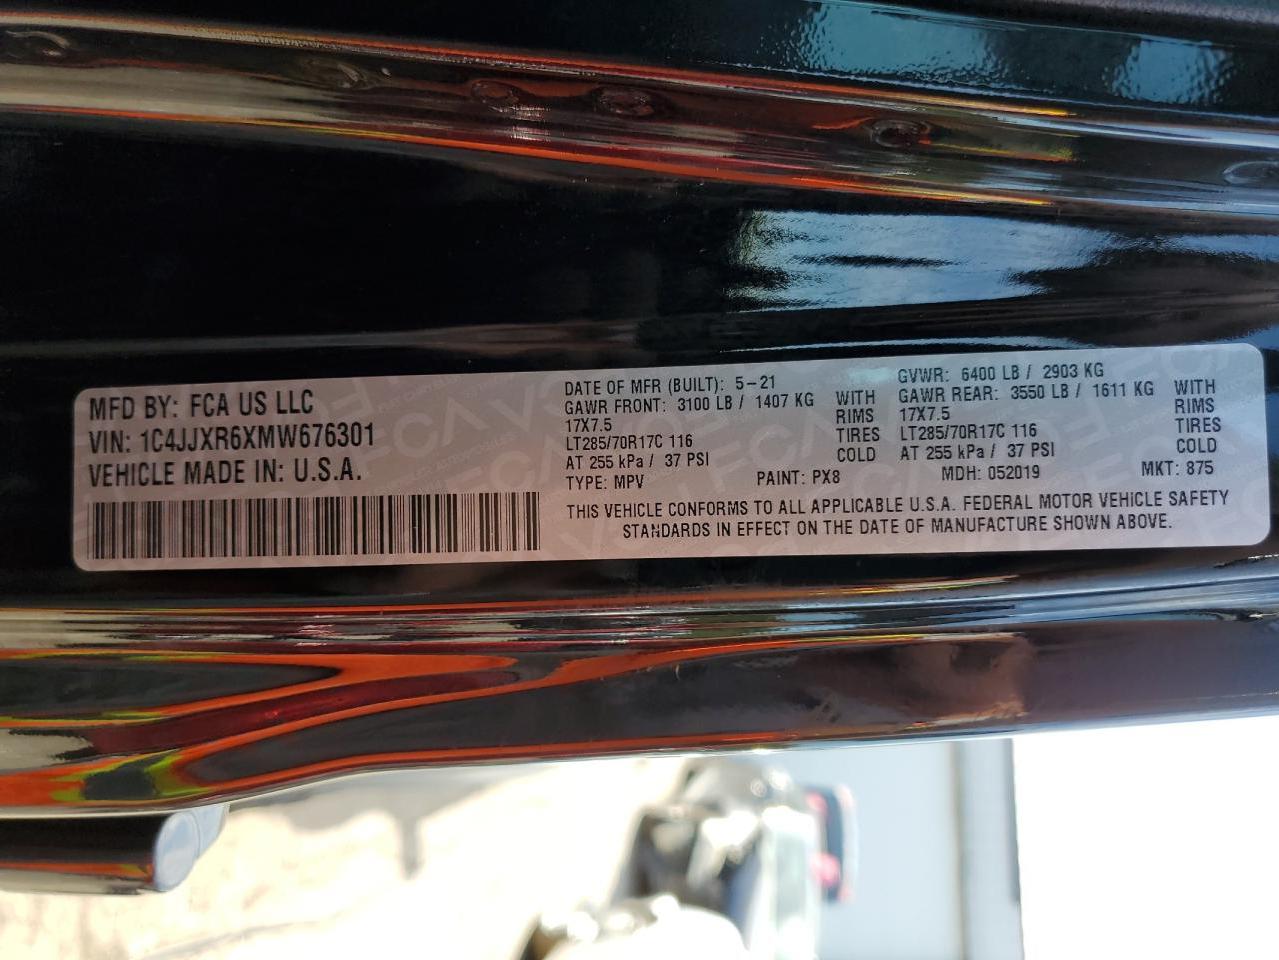 MFD BY: FCA US LLC
VIN: 1C4JJXR6XMW676301
VEHICLE MADE IN: U.S.A.
DATE OF MFR (BUILT): 5-21
GAWR FRONT: 3100 LB / 1407 KG WITH
17X7.5 RIMS
LT285/70R17C 116 TIRES
AT 255 kPa / 37 PSI COLD
TYPE: MPV PAINT: PX8
GVWR: 6400 LB / 2903 KG
GAWR REAR: 3550 LB / 1611 KG WITH
17X7.5 RIMS
LT285/70R17C 116 TIRES
AT 255 kPa / 37 PSI COLD
MDH: 052019 MKT: 875
THIS VEHICLE CONFORMS TO ALL APPLICABLE U.S.A. FEDERAL MOTOR VEHICLE SAFETY
STANDARDS IN EFFECT ON THE DATE OF MANUFACTURE SHOWN ABOVE.